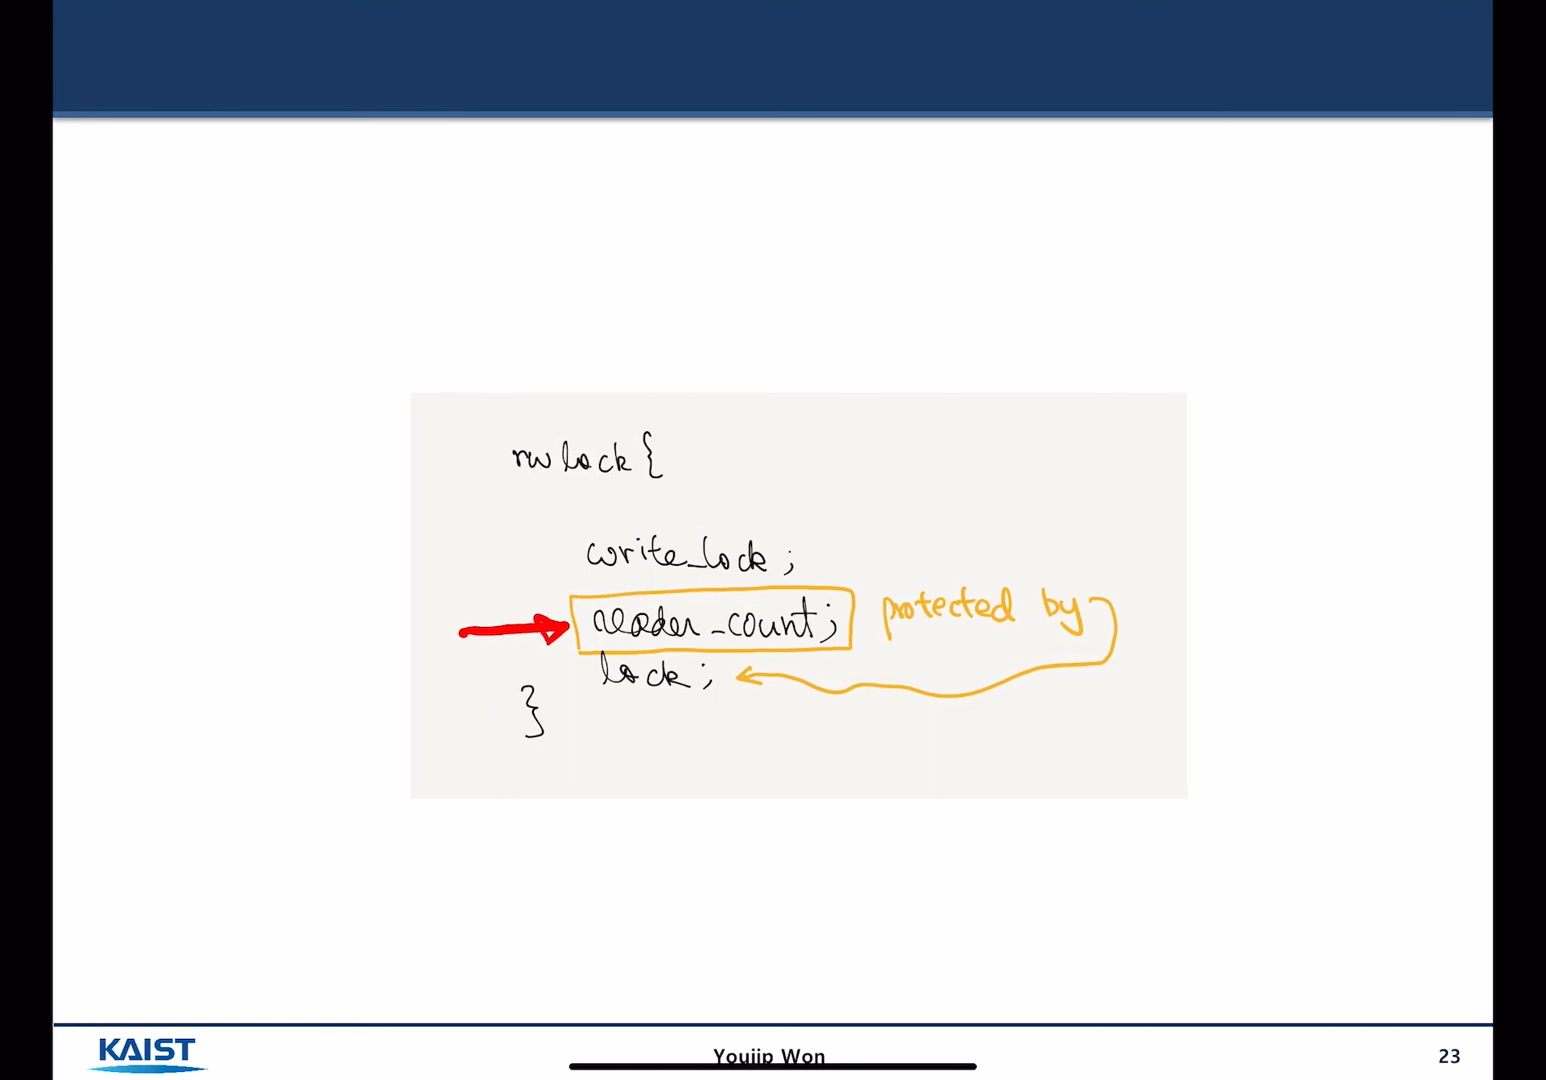 rwlock {
write_lock ;
reader_count; protected by
lock ;
}
KAIST
Youjip Won
23